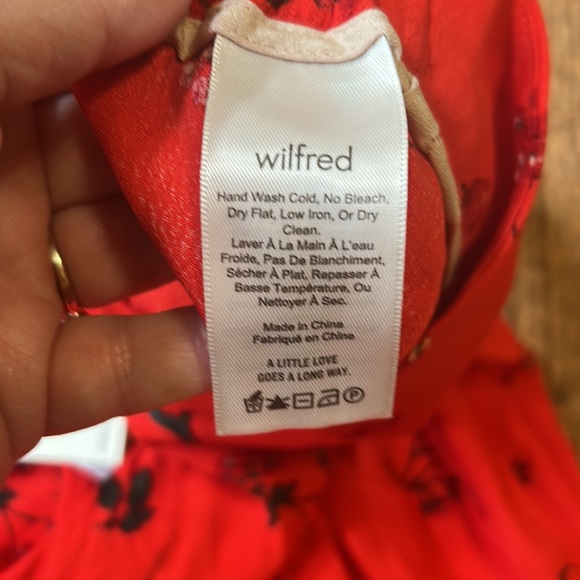 wilfred
Hand Wash Cold, No Bleach,
Dry Flat, Low Iron, Or Dry
Clean.
Laver À La Main À L'eau
Froide, Pas De Blanchiment,
Sécher À Plat, Repasser À
Basse Température, Ou
Nettoyer À Sec.
Made in China
Fabriqué en Chine
A LITTLE LOVE
GOES A LONG WAY.
P